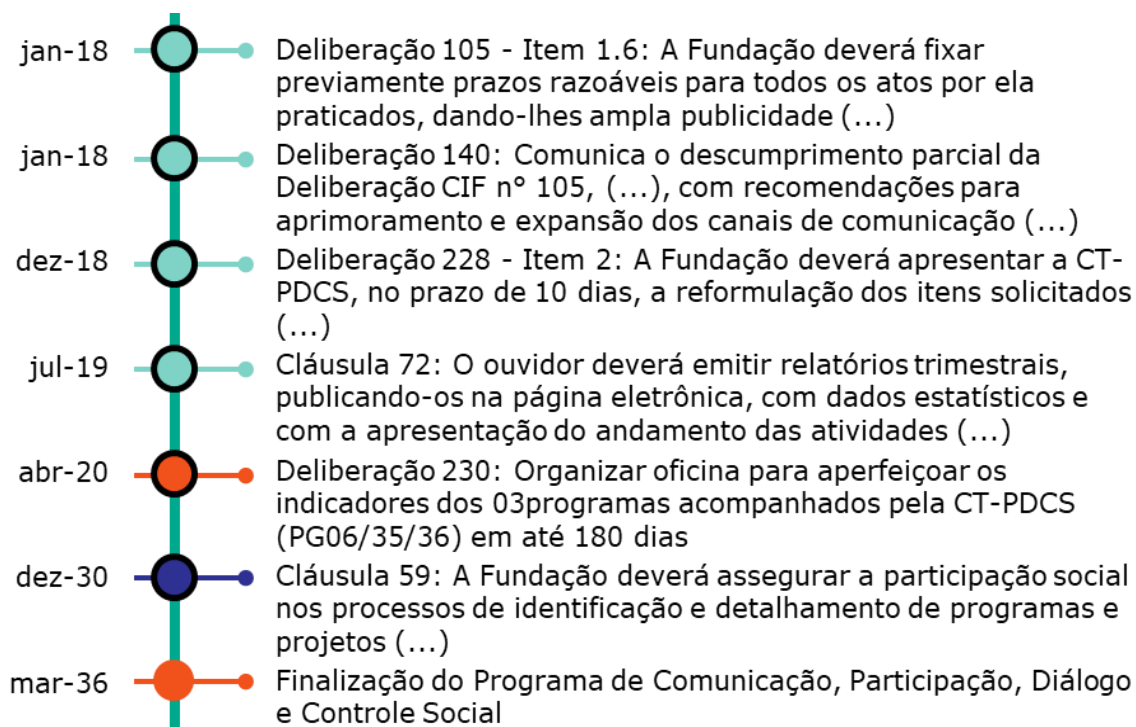 jan-18
Deliberação 105 - Item 1.6: A Fundação deverá fixar
previamente prazos razoáveis para todos os atos por ela
praticados, dando-lhes ampla publicidade (...)
jan-18
Deliberação 140: Comunica o descumprimento parcial da
Deliberação CIF n° 105, (...), com recomendações para
aprimoramento e expansão dos canais de comunicação (...)
dez-18
Deliberação 228 - Item 2: A Fundação deverá apresentar a CT-
PDCS, no prazo de 10 dias, a reformulação dos itens solicitados
(...)
jul-19
Cláusula 72: O ouvidor deverá emitir relatórios trimestrais,
publicando-os na página eletrônica, com dados estatísticos e
com a apresentação do andamento das atividades (...)
abr-20
Deliberação 230: Organizar oficina para aperfeiçoar os
indicadores dos 03programas acompanhados pela CT-PDCS
(PG06/35/36) em até 180 dias
dez-30
Cláusula 59: A Fundação deverá assegurar a participação social
nos processos de identificação e detalhamento de programas e
projetos (...)
mar-36
Finalização do Programa de Comunicação, Participação, Diálogo
e Controle Social